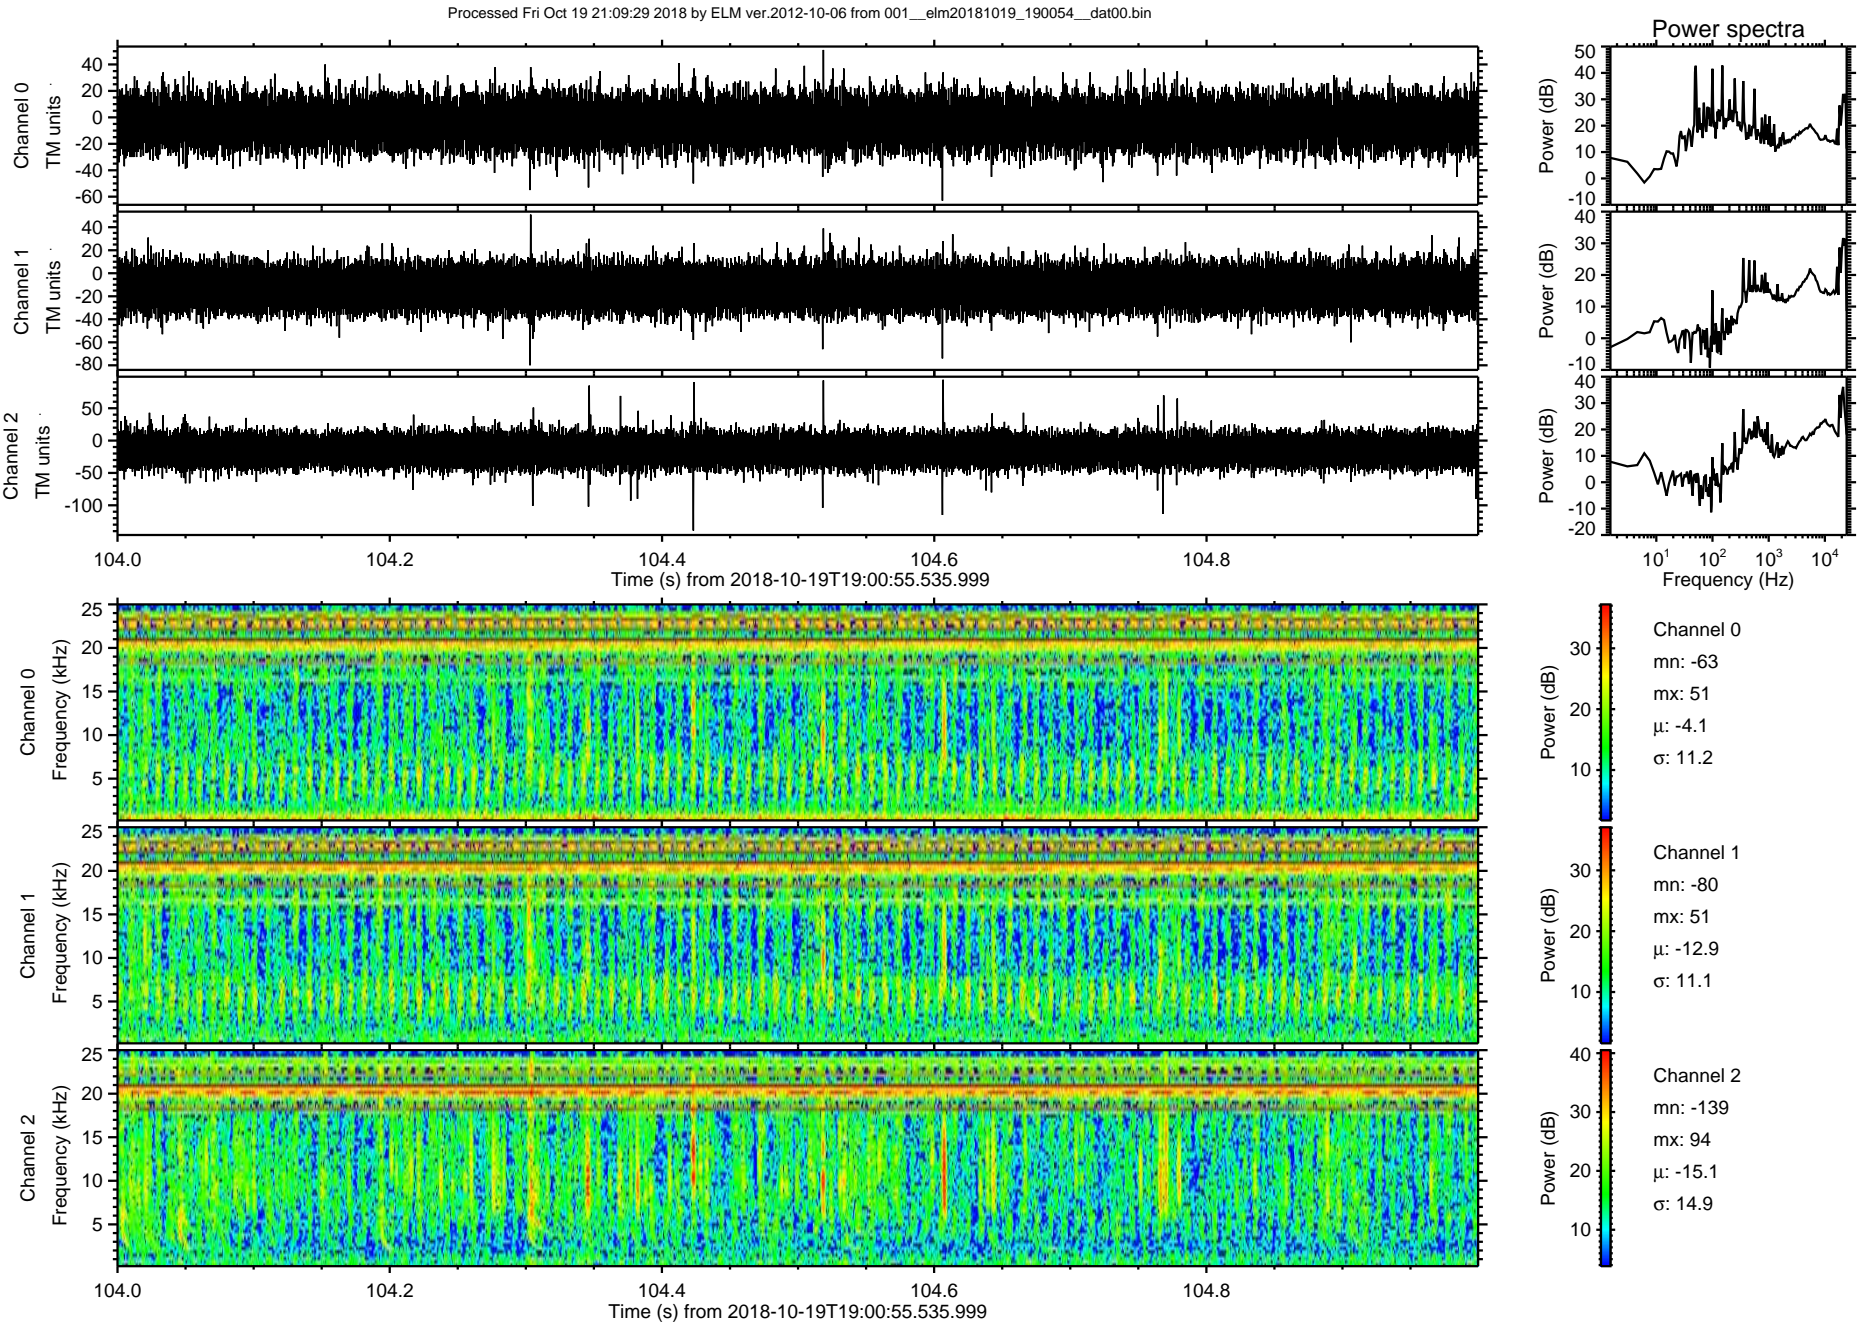 Processed Fri Oct 19 21:09:29 2018 by ELM ver.2012-10-06 from 001__elm20181019_190054__dat00.bin
Power spectra
Channel 0
TM units
40
20
0
-20
-40
-60
Power (dB)
50
40
30
20
10
0
-10
Channel 1
TM units
40
20
0
-20
-40
-60
-80
Power (dB)
40
30
20
10
0
-10
Channel 2
TM units
50
0
-50
-100
Power (dB)
40
30
20
10
0
-10
-20
104.0 104.2 104.4 104.6 104.8
Time (s) from 2018-10-19T19:00:55.535.999
10¹ 10² 10³ 10⁴
Frequency (Hz)
Channel 0
Frequency (kHz)
25
20
15
10
5
Power (dB)
30
20
10
Channel 0
mn: -63
mx: 51
µ: -4.1
σ: 11.2
Channel 1
Frequency (kHz)
25
20
15
10
5
Power (dB)
30
20
10
Channel 1
mn: -80
mx: 51
µ: -12.9
σ: 11.1
Channel 2
Frequency (kHz)
25
20
15
10
5
Power (dB)
40
30
20
10
Channel 2
mn: -139
mx: 94
µ: -15.1
σ: 14.9
104.0 104.2 104.4 104.6 104.8
Time (s) from 2018-10-19T19:00:55.535.999